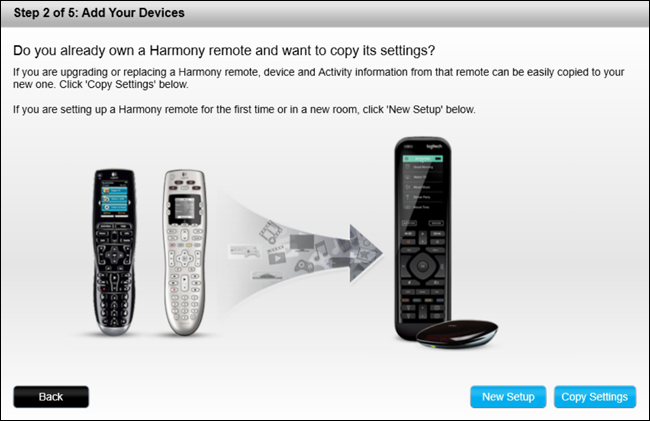 Step 2 of 5: Add Your Devices
Do you already own a Harmony remote and want to copy its settings?
If you are upgrading or replacing a Harmony remote, device and Activity information from that remote can be easily copied to your
new one. Click 'Copy Settings' below.
If you are setting up a Harmony remote for the first time or in a new room, click 'New Setup' below.
logitech
Back
New Setup
Copy Settings